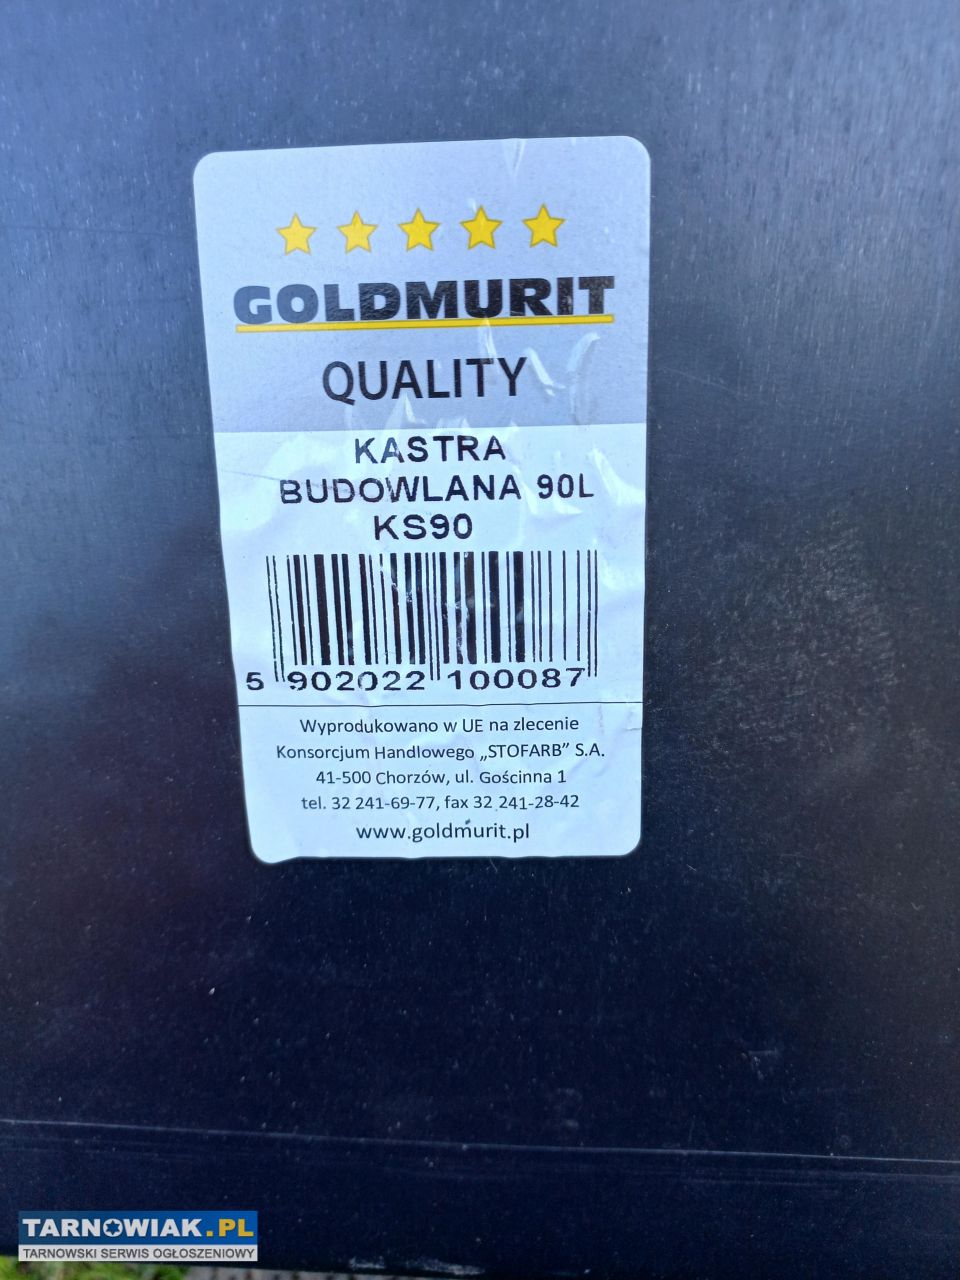 GOLDMURIT
QUALITY
KASTRA
BUDOWLANA 90L
KS90
5 902022 100087
Wyprodukowano w UE na zlecenie
Konsorcjum Handlowego „STOFARB” S.A.
41-500 Chorzów, ul. Gościnna 1
tel. 32 241-69-77, fax 32 241-28-42
www.goldmurit.pl
TARNOWIAK.PL
TARNOWSKI SERWIS OGŁOSZENIOWY